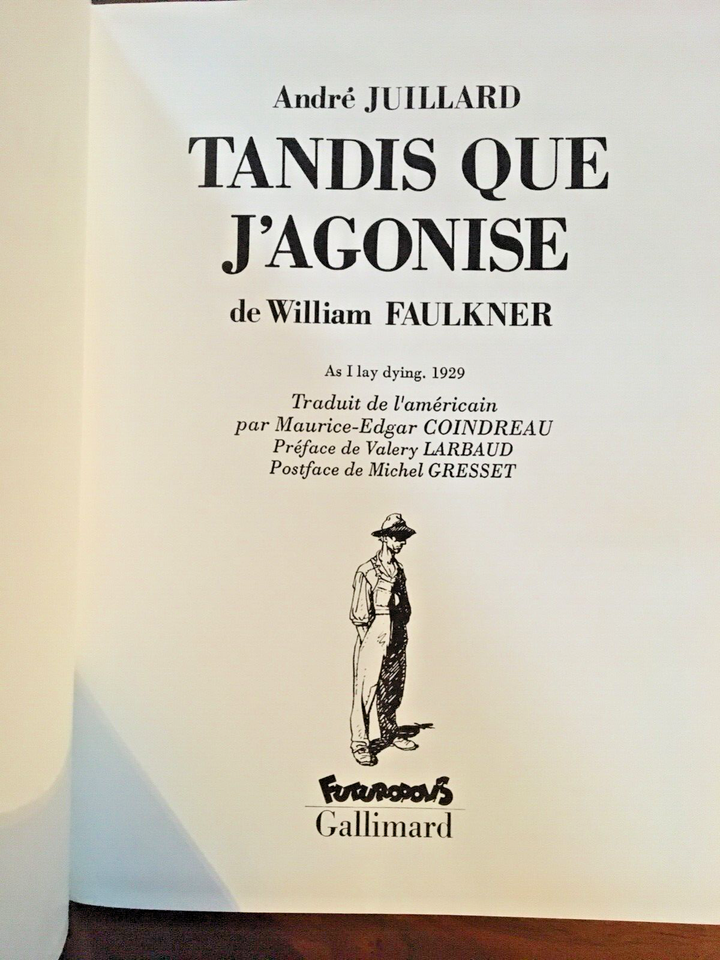 André JUILLARD
TANDIS QUE
J'AGONISE
de William FAULKNER
As I lay dying. 1929
Traduit de l'américain
par Maurice-Edgar COINDREAU
Préface de Valery LARBAUD
Postface de Michel GRESSET
FUTUROPOLIS
Gallimard